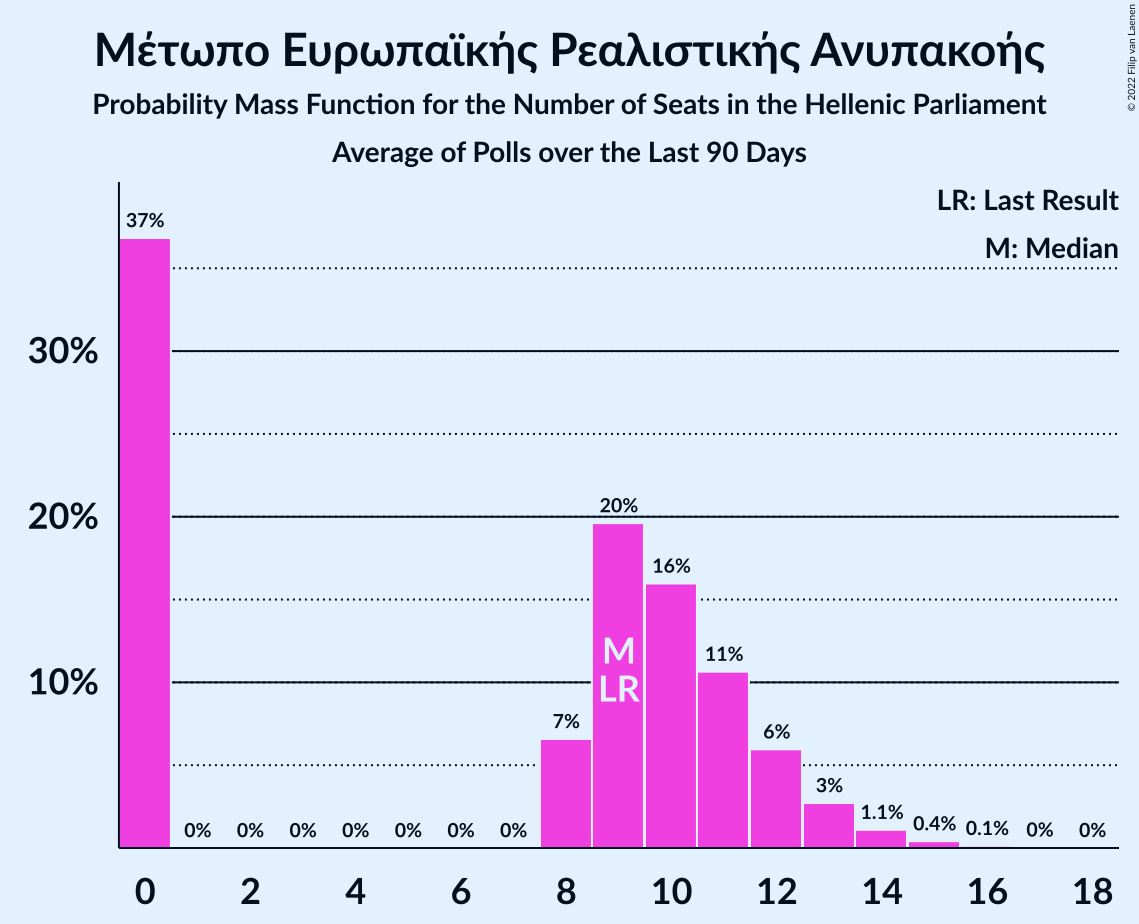 Μέτωπο Ευρωπαϊκής Ρεαλιστικής Ανυπακοής
Probability Mass Function for the Number of Seats in the Hellenic Parliament
Average of Polls over the Last 90 Days
© 2022 Filip van Laenen
LR: Last Result
M: Median
37%
30%
20%
20%
16%
M
11%
10%
LR
7%
6%
3%
1.1%
0.4%
0.1%
0% 0% 0% 0% 0% 0% 0% 0% 0%
0 2 4 6 8 10 12 14 16 18